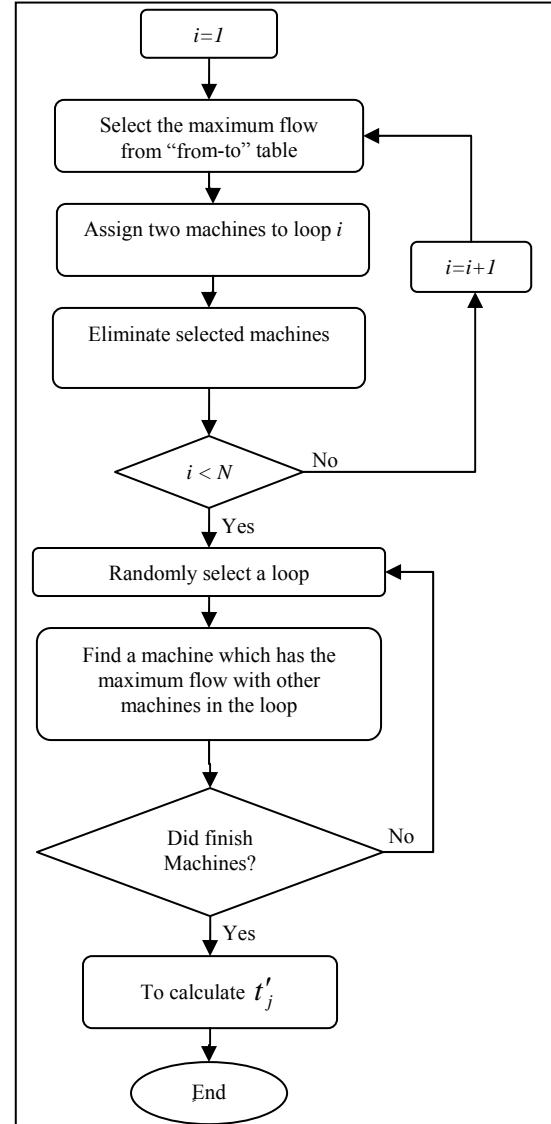 i=1
Select the maximum flow
from “from-to” table
Assign two machines to loop i
i=i+1
Eliminate selected machines
i < N
No
Yes
Randomly select a loop
Find a machine which has the
maximum flow with other
machines in the loop
Did finish
Machines?
No
Yes
To calculate t′j
End